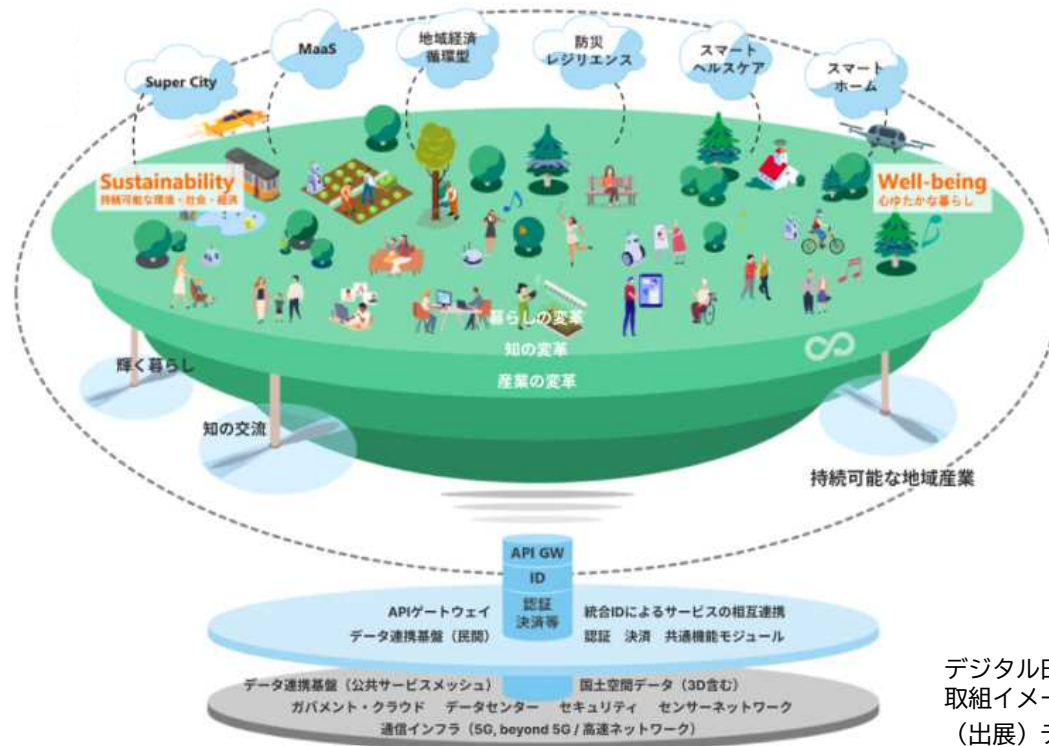 Super City
MaaS
地域経済
循環型
防災
レジリエンス
スマート
ヘルスケア
スマート
ホーム
Sustainability
持続可能な環境・社会・経済
Well-being
心ゆたかな暮らし
暮らしの変革
知の変革
産業の変革
輝く暮らし
知の交流
持続可能な地域産業
API GW
ID
認証
決済等
APIゲートウェイ
統合IDによるサービスの相互連携
データ連携基盤（民間）
認証 決済 共通機能モジュール
データ連携基盤（公共サービスメッシュ）
国土空間データ（3D含む）
ガバメント・クラウド データセンター セキュリティ センサーネットワーク
通信インフラ（5G, beyond 5G / 高速ネットワーク）
デジタル
取組イメー
（出展）